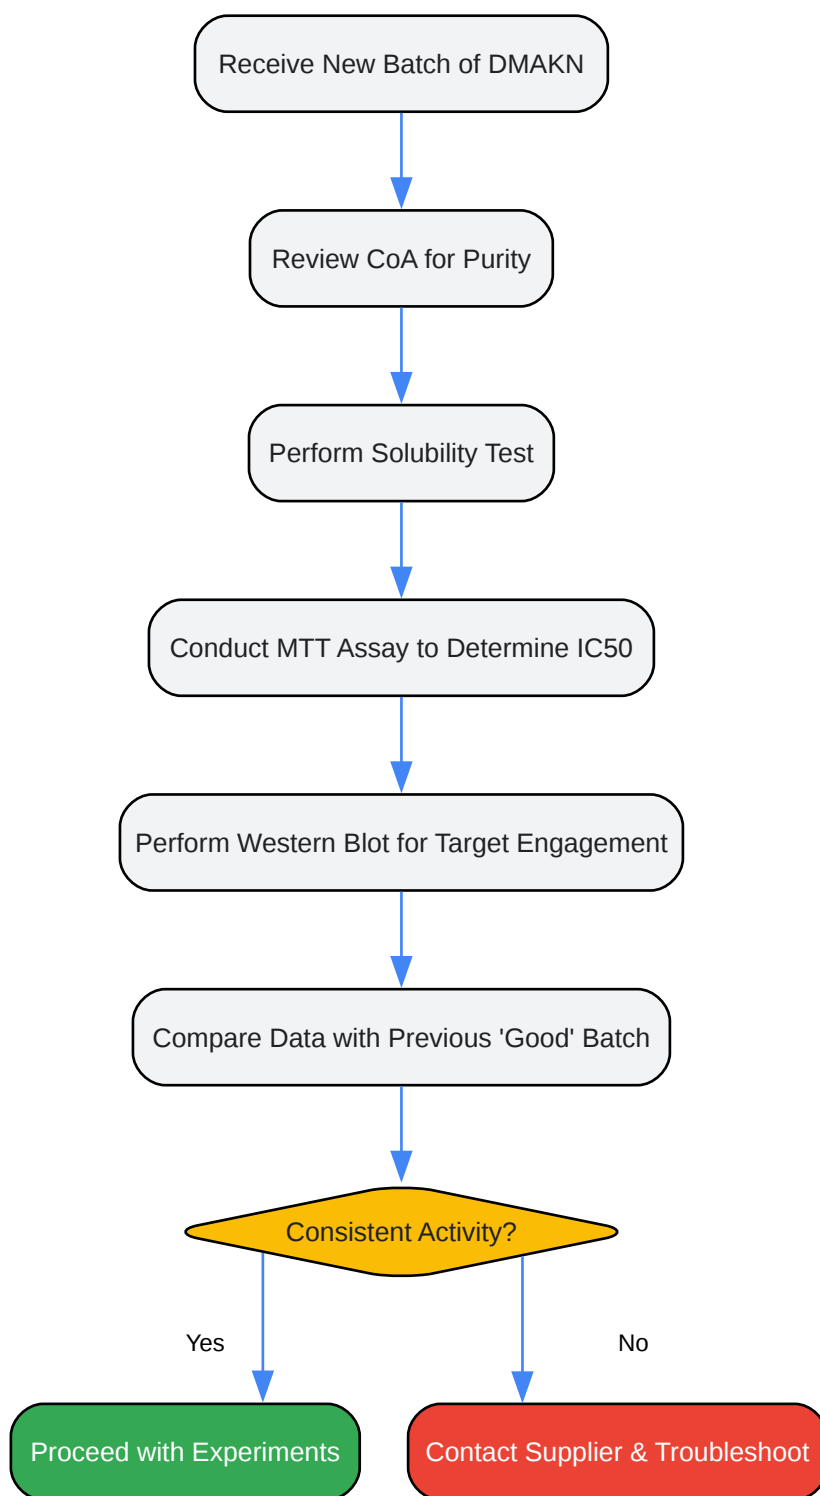 Receive New Batch of DMAKN
Review CoA for Purity
Perform Solubility Test
Conduct MTT Assay to Determine IC50
Perform Western Blot for Target Engagement
Compare Data with Previous 'Good' Batch
Consistent Activity?
Yes
No
Proceed with Experiments
Contact Supplier & Troubleshoot